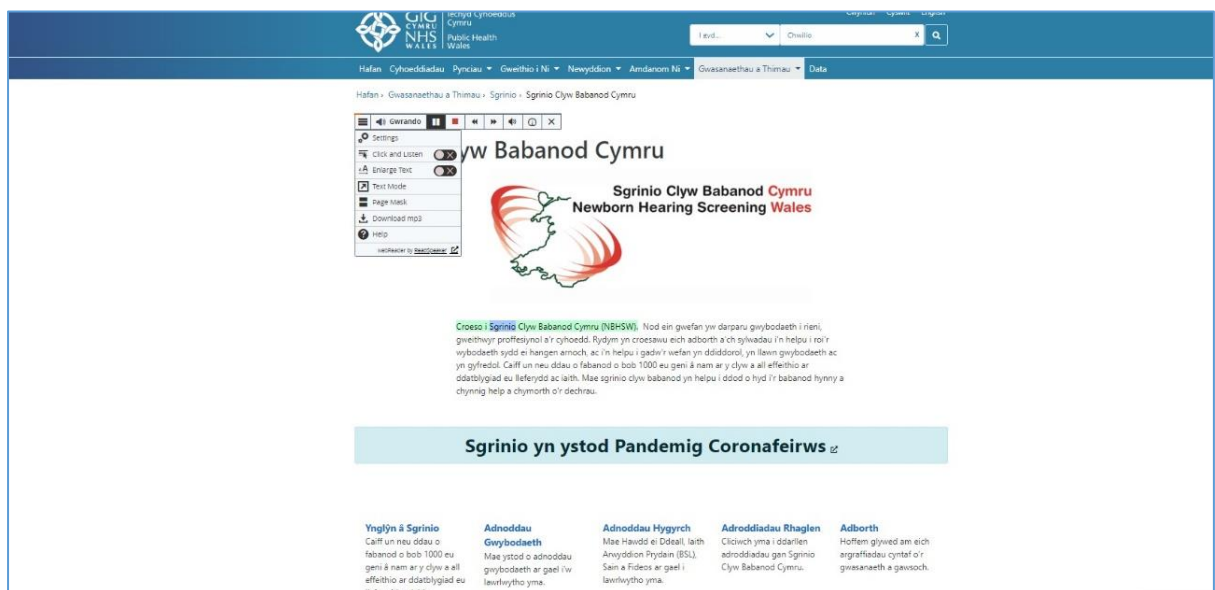 GIG
CYMRU
NHS
WALES
Iechyd Cyhoeddus
Cymru
Public Health
Wales
Cwynion Cysellt English
I gyd...
Chwilio
X
Hafan Cyhoeddiadau Pynciau Gweithio i Ni Newyddion Amdanom Ni Gwasanaethau a Thimau Data
Hafan › Gwasanaethau a Thimau › Sgrinio › Sgrinio Clyw Babanod Cymru
Gwrando
Settings
Click and Listen
Enlarge Text
Text Mode
Page Mask
Download mp3
Help
webReader by ReadSpeaker
yw Babanod Cymru
Sgrinio Clyw Babanod Cymru
Newborn Hearing Screening Wales
Croeso i Sgrinio Clyw Babanod Cymru (NBHSW). Nod ein gwefan yw darparu gwybodaeth i rieni,
gweithwyr proffesiynol a'r cyhoedd. Rydym yn croesawu eich adborth a'ch sylwadau i'n helpu i roi'r
wybodaeth sydd ei hangen arnoch, ac i'n helpu i gadw'r wefan yn ddiddorol, yn llawn gwybodaeth ac
yn gyfredol. Caiff un neu ddau o fabanod o bob 1000 eu geni â nam ar y clyw a all effeithio ar
ddatblygiad eu lleferydd ac iaith. Mae sgrinio clyw babanod yn helpu i ddod o hyd i'r babanod hynny a
chynnig help a chymorth o'r dechrau.
Sgrinio yn ystod Pandemig Coronafeirws
Ynglŷn â Sgrinio
Caiff un neu ddau o
fabanod o bob 1000 eu
geni â nam ar y clyw a all
effeithio ar ddatblygiad eu
Adnoddau
Gwybodaeth
Mae ystod o adnoddau
gwybodaeth ar gael i'w
lawrlwytho yma.
Adnoddau Hygyrch
Mae Hawdd ei Ddeall, Iaith
Arwyddion Prydain (BSL),
Sain a Fideos ar gael i
lawrlwytho yma.
Adroddiadau Rhaglen
Cliciwch yma i ddarllen
adroddiadau gan Sgrinio
Clyw Babanod Cymru.
Adborth
Hoffem glywed am eich
argraffiadau cyntaf o'r
gwasanaeth a gawsoch.